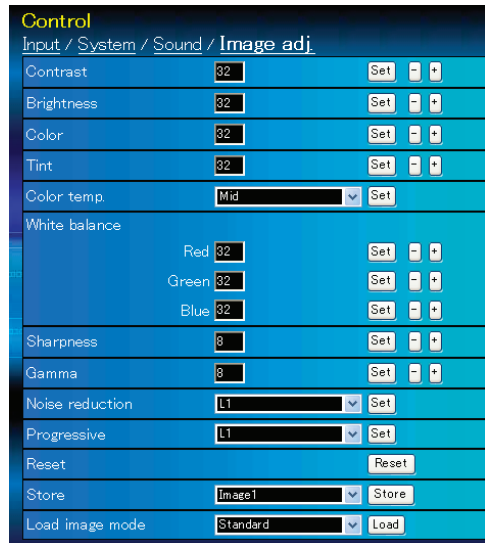 Control
Input / System / Sound / Image adj.
Contrast 32 Set - +
Brightness 32 Set - +
Color 32 Set - +
Tint 32 Set - +
Color temp. Mid Set
White balance
Red 32 Set - +
Green 32 Set - +
Blue 32 Set - +
Sharpness 8 Set - +
Gamma 8 Set - +
Noise reduction L1 Set
Progressive L1 Set
Reset Reset
Store Image1 Store
Load image mode Standard Load